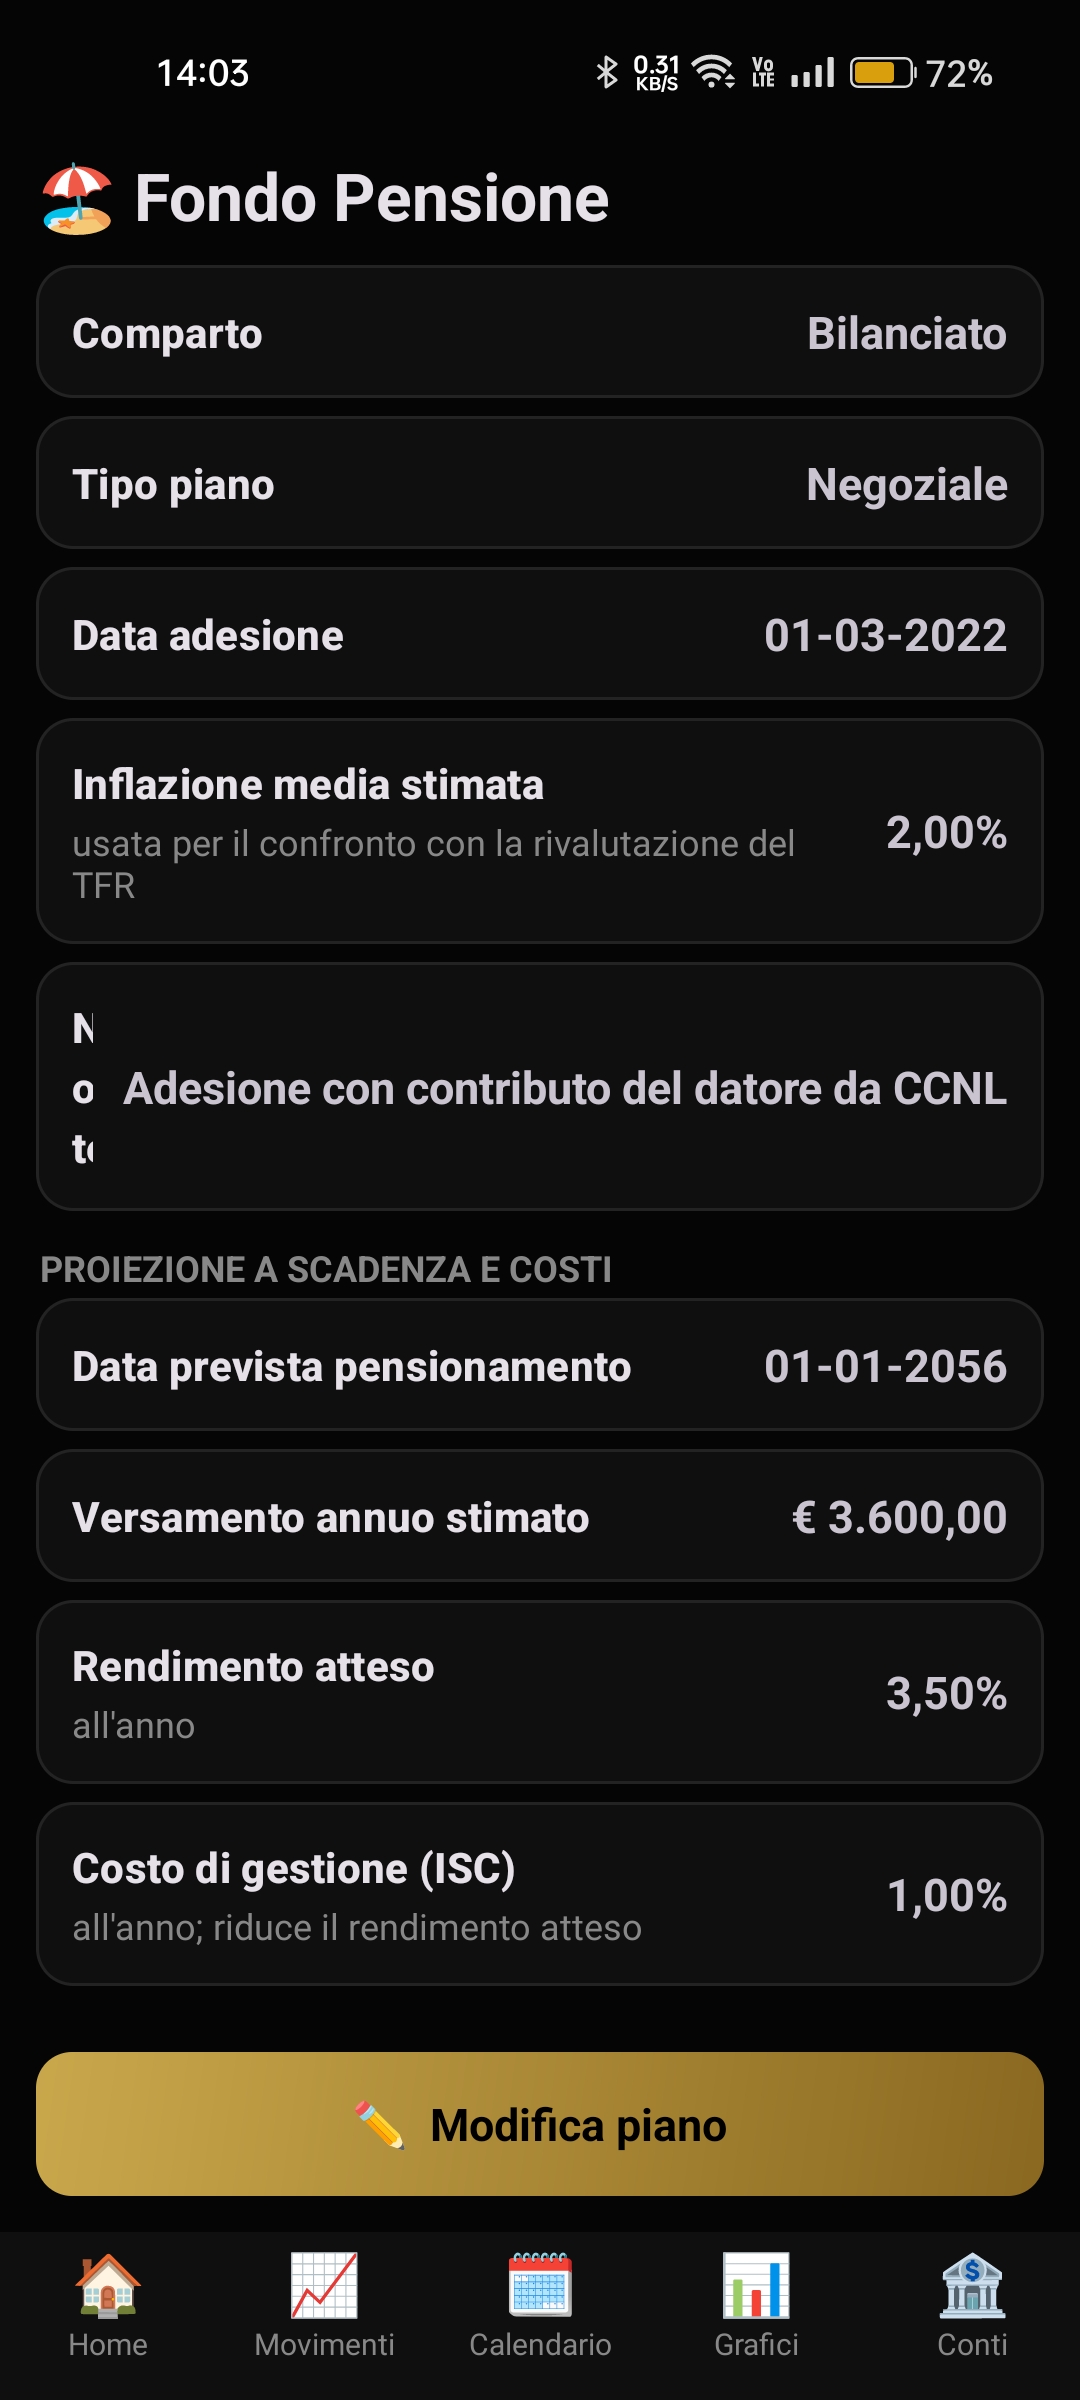 14:03
0.31 KB/S
Vo LTE
72%
Fondo Pensione
Comparto
Bilanciato
Tipo piano
Negoziale
Data adesione
01-03-2022
Inflazione media stimata
usata per il confronto con la rivalutazione del
TFR
2,00%
N
o
te
Adesione con contributo del datore da CCNL
PROIEZIONE A SCADENZA E COSTI
Data prevista pensionamento
01-01-2056
Versamento annuo stimato
€ 3.600,00
Rendimento atteso
all'anno
3,50%
Costo di gestione (ISC)
all'anno; riduce il rendimento atteso
1,00%
Modifica piano
Home
Movimenti
Calendario
Grafici
Conti